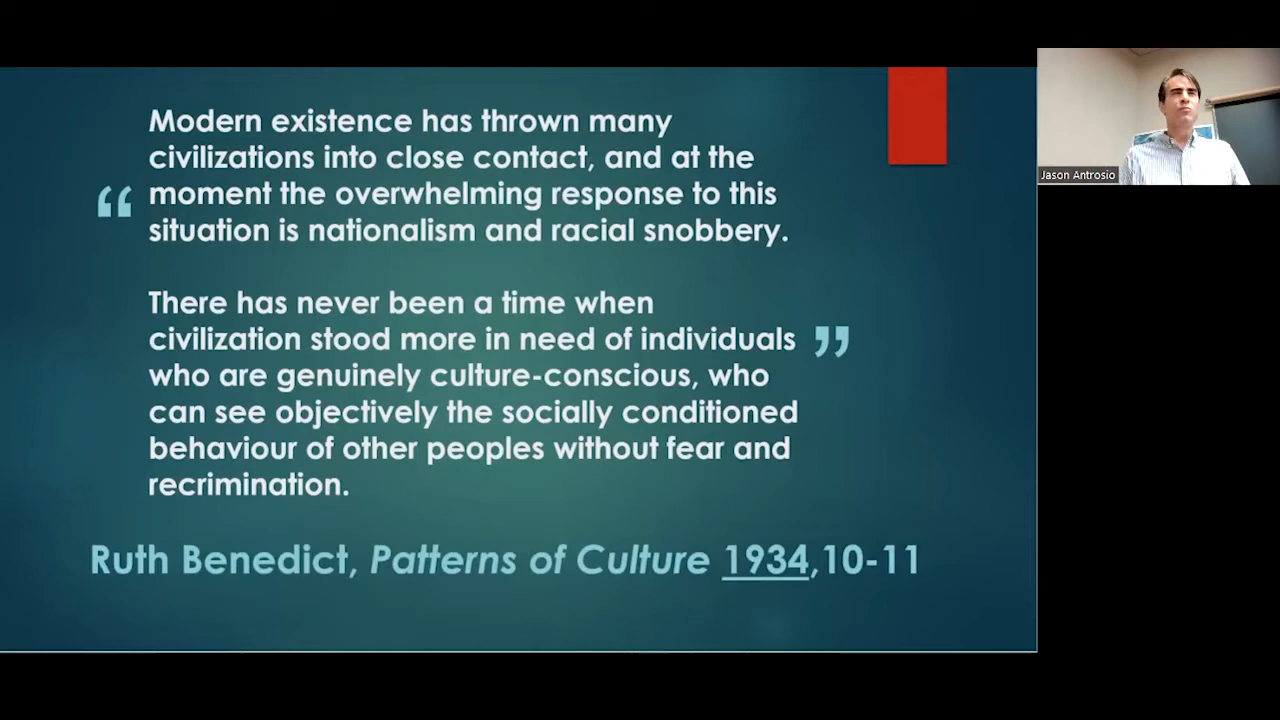 Modern existence has thrown many
civilizations into close contact, and at the
“ moment the overwhelming response to this
situation is nationalism and racial snobbery.
There has never been a time when
civilization stood more in need of individuals ”
who are genuinely culture-conscious, who
can see objectively the socially conditioned
behaviour of other peoples without fear and
recrimination.
Ruth Benedict, Patterns of Culture 1934,10-11
Jason Antrosio